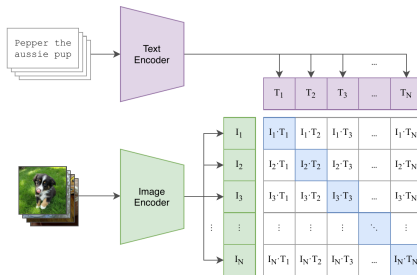 Pepper the
aussie pup
Text
Encoder
...
T₁ T₂ T₃ ... T_N
I₁ I₁·T₁ I₁·T₂ I₁·T₃ ... I₁·T_N
Image
Encoder
I₂ I₂·T₁ I₂·T₂ I₂·T₃ ... I₂·T_N
I₃ I₃·T₁ I₃·T₂ I₃·T₃ ... I₃·T_N
⋮ ⋮ ⋮ ⋮ ⋮ ⋱ ⋮
I_N I_N·T₁ I_N·T₂ I_N·T₃ ... I_N·T_N